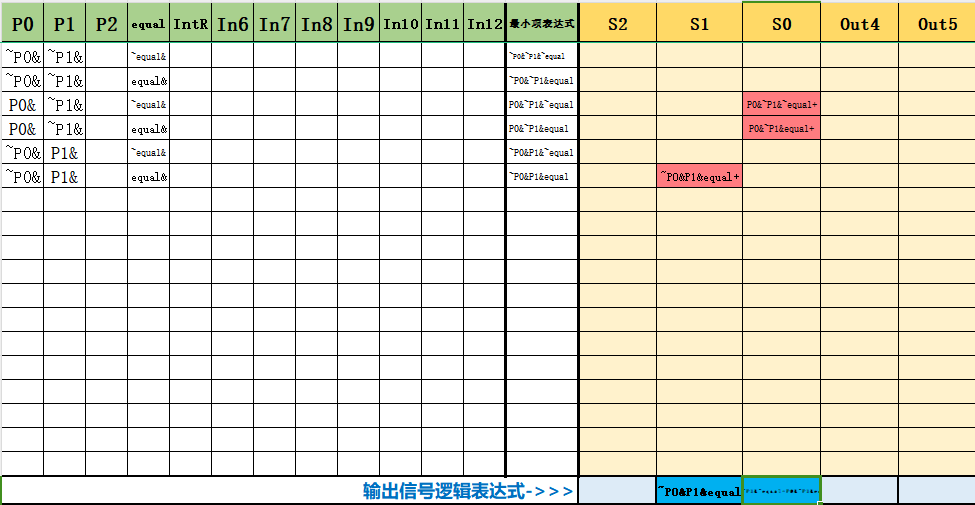 P0 P1 P2 equal IntR In6 In7 In8 In9 In10 In11 In12 最小项表达式 S2 S1 S0 Out4 Out5
~P0& ~P1& ~equal& ~P0&~P1&~equal
~P0& ~P1& equal& ~P0&~P1&equal
P0& ~P1& ~equal& P0&~P1&~equal P0&~P1&~equal+
P0& ~P1& equal& P0&~P1&equal P0&~P1&equal+
~P0& P1& ~equal& ~P0&P1&~equal
~P0& P1& equal& ~P0&P1&equal ~P0&P1&equal+
输出信号逻辑表达式->>>> ~P0&P1&equal